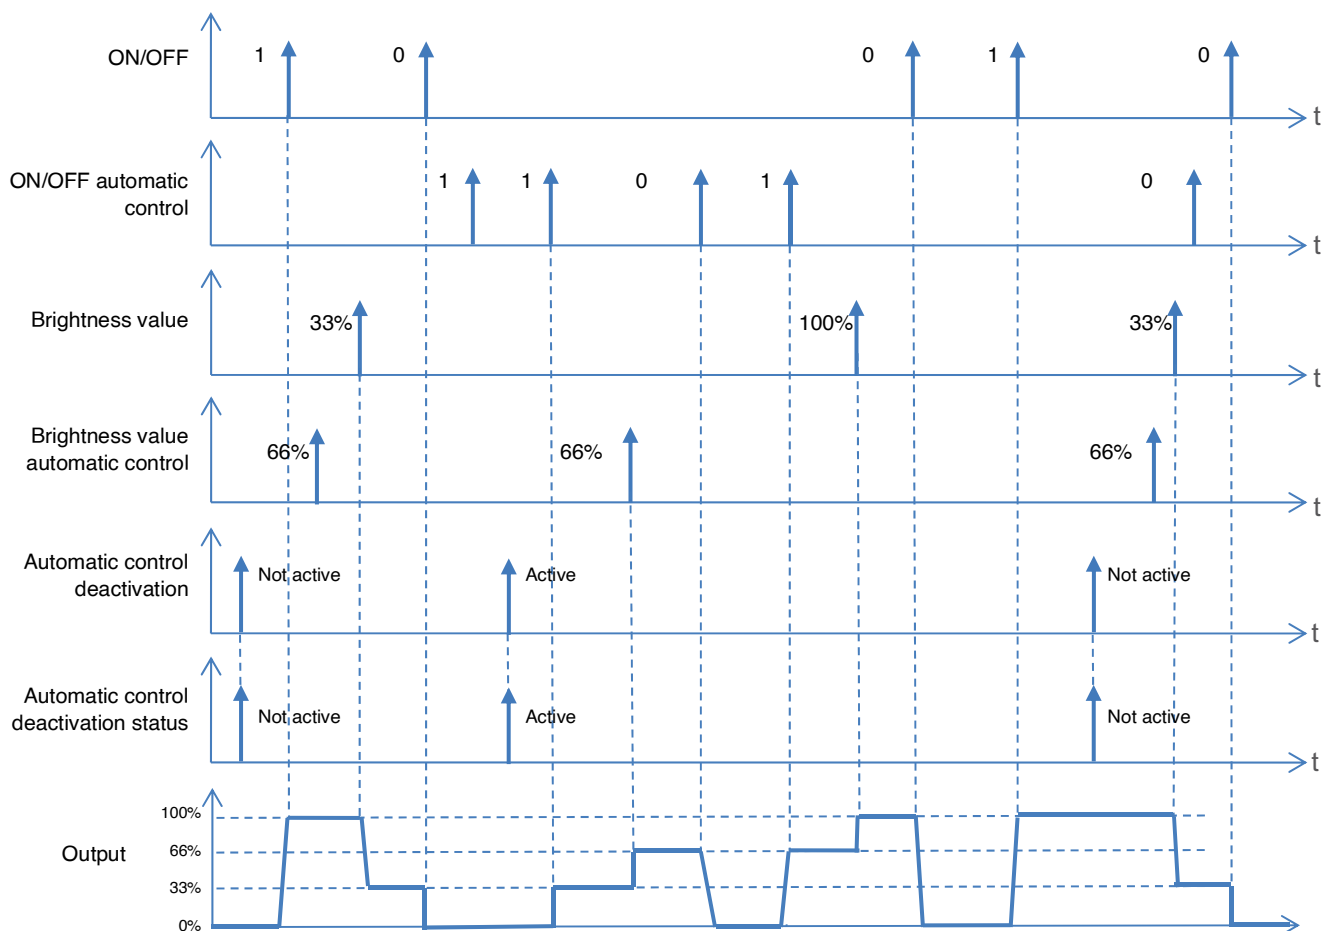 ON/OFF
1
0
0
1
0
t
ON/OFF automatic
control
1
1
0
1
0
t
Brightness value
33%
100%
33%
t
Brightness value
automatic control
66%
66%
66%
t
Automatic control
deactivation
Not active
Active
Not active
t
Automatic control
deactivation status
Not active
Active
Not active
t
Output
100%
66%
33%
0%